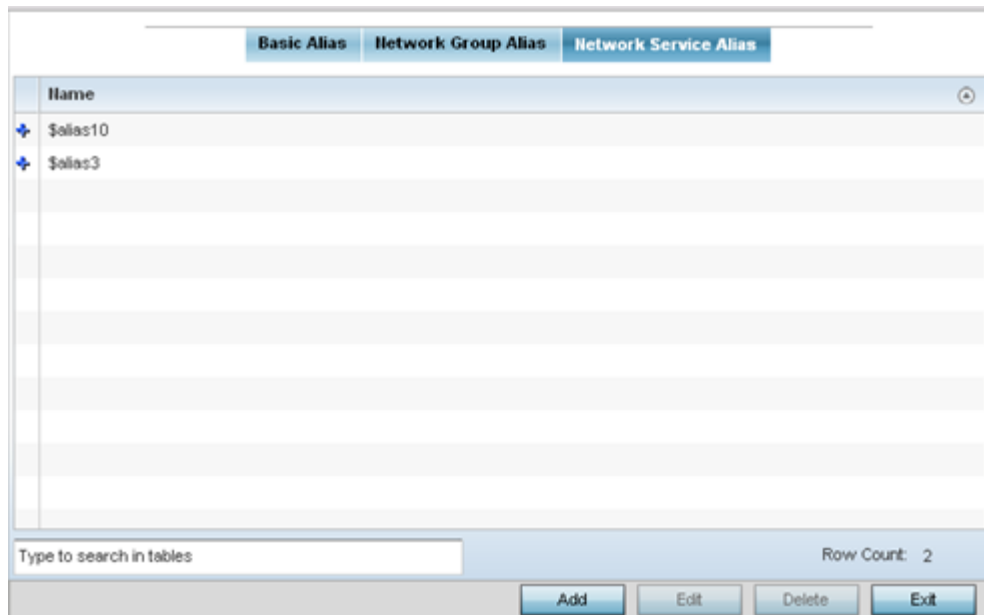 Basic Alias Network Group Alias Network Service Alias
Name
$alias10
$alias3
Type to search in tables Row Count: 2
Add Edit Delete Exit